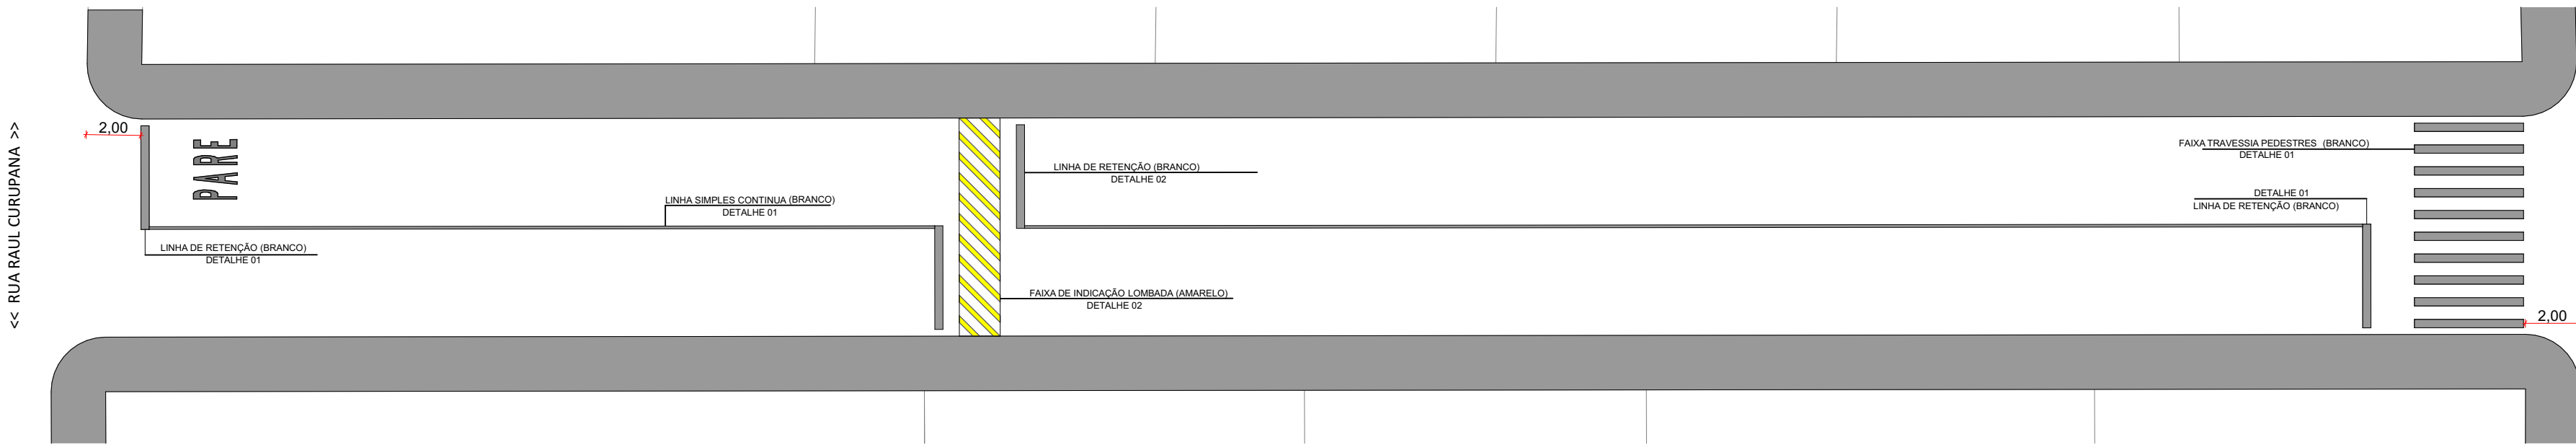 << RUA RAUL CURUPANA >>
2,00
PARE
LINHA DE RETENÇÃO (BRANCO)
DETALHE 01
LINHA SIMPLES CONTINUA (BRANCO)
DETALHE 01
LINHA DE RETENÇÃO (BRANCO)
DETALHE 02
FAIXA DE INDICAÇÃO LOMBADA (AMARELO)
DETALHE 02
FAIXA TRAVESSIA PEDESTRES (BRANCO)
DETALHE 01
DETALHE 01
LINHA DE RETENÇÃO (BRANCO)
2,00